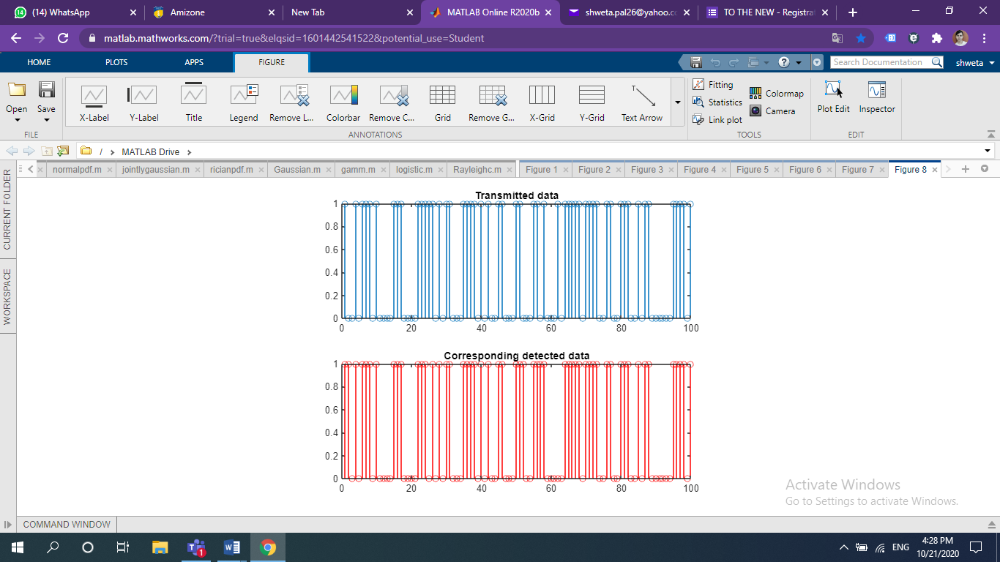 (14) WhatsApp
Amizone
New Tab
MATLAB Online R2020b
shweta.pal26@yahoo.c
TO THE NEW - Registra
matlab.mathworks.com/?trial=true&elqsid=1601442541522&potential_use=Student
HOME PLOTS APPS FIGURE
Search Documentation
shweta
Open Save
X-Label Y-Label Title Legend Remove L... Colorbar Remove C... Grid Remove G... X-Grid Y-Grid Text Arrow
Fitting
Statistics
Link plot
Colormap
Camera
Plot Edit Inspector
FILE ANNOTATIONS TOOLS EDIT
/ MATLAB Drive
normalpdf.m jointlygaussian.m ricianpdf.m Gaussian.m gamm.m logistic.m Rayleighc.m Figure 1 Figure 2 Figure 3 Figure 4 Figure 5 Figure 6 Figure 7 Figure 8
CURRENT FOLDER
WORKSPACE
Transmitted data
1
0.8
0.6
0.4
0.2
0
0 20 40 60 80 100
Corresponding detected data
1
0.8
0.6
0.4
0.2
0
0 20 40 60 80 100
Activate Windows
Go to Settings to activate Windows.
COMMAND WINDOW
1
ENG
4:28 PM
10/21/2020